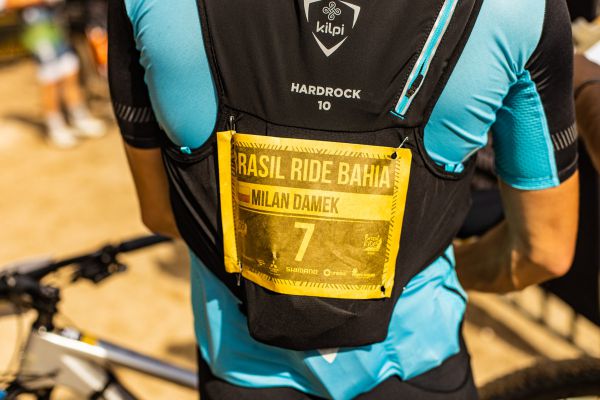 kilpi
HARDROCK
10
RASIL RIDE BAHIA
MILAN DAMEK
7
SHIMANO